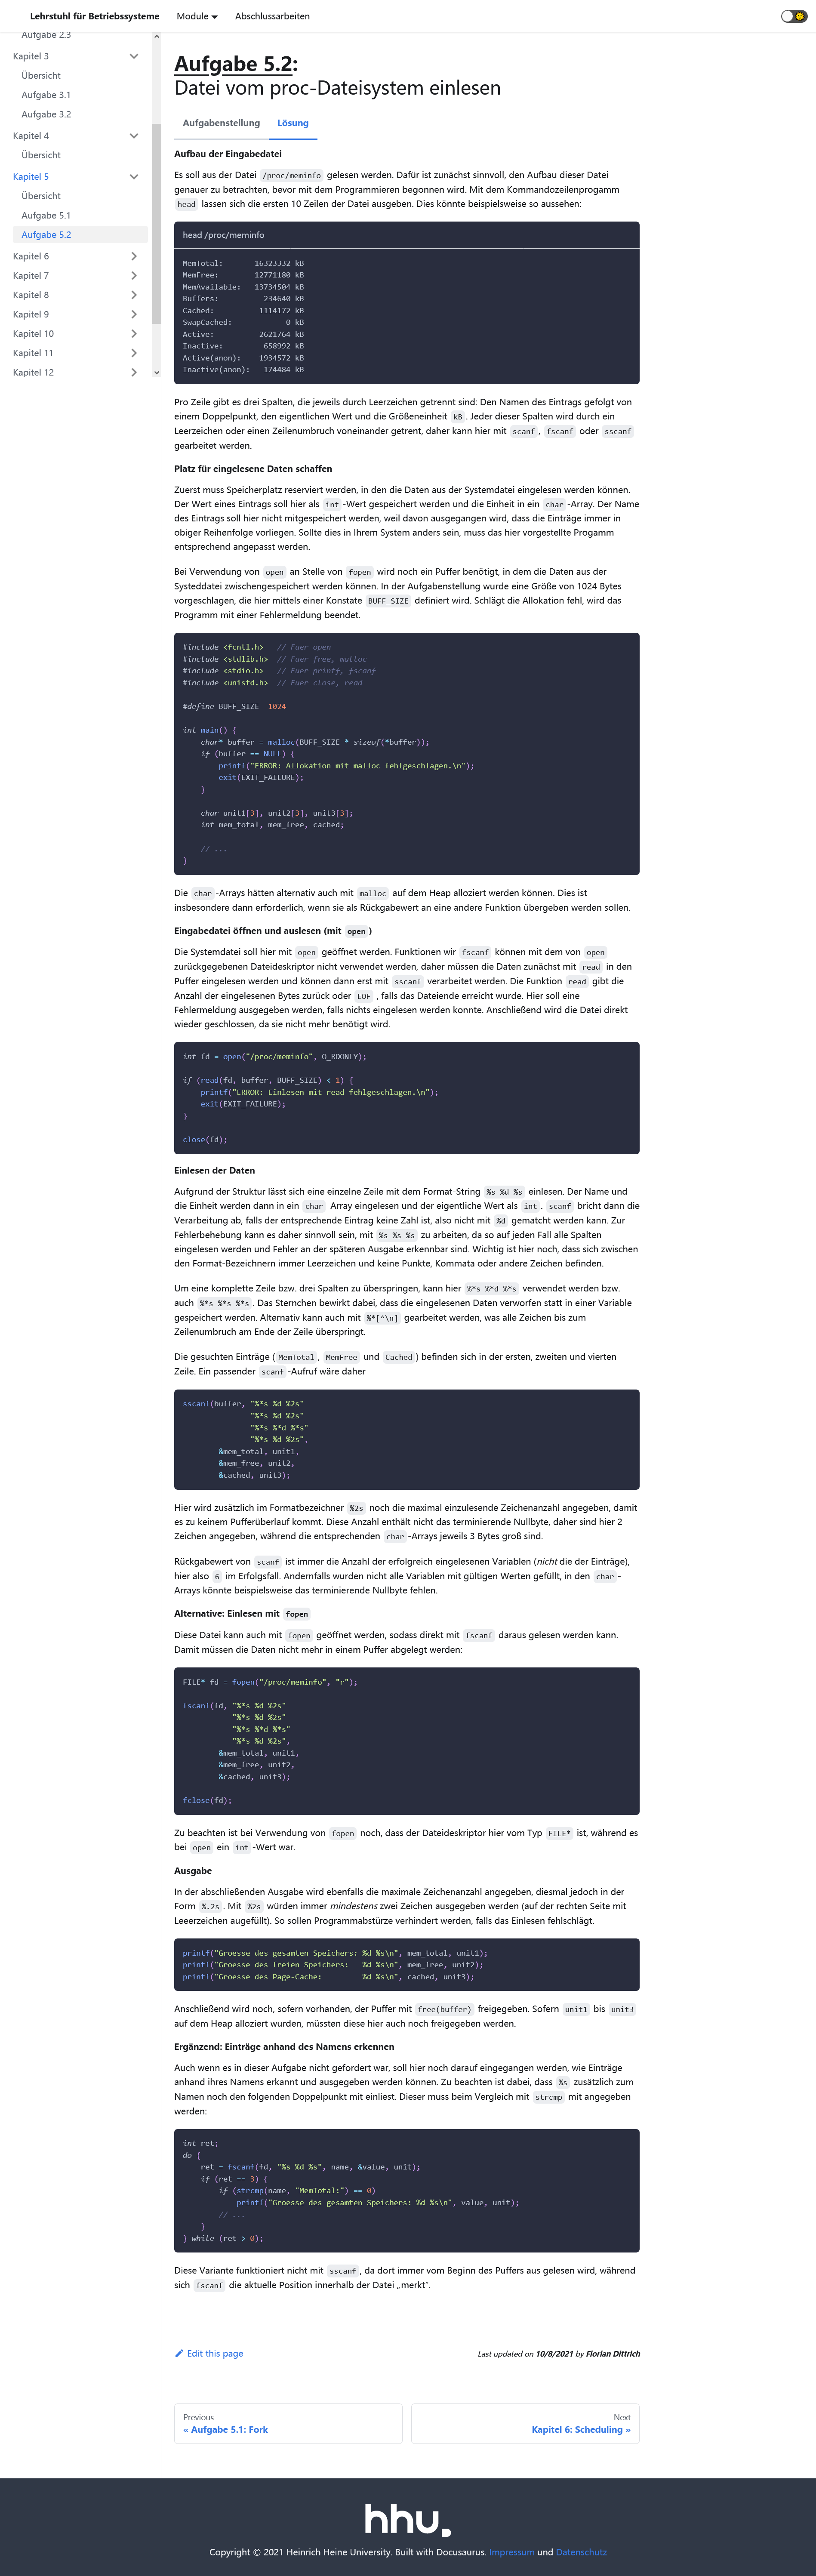 Lehrstuhl für Betriebssysteme Module Abschlussarbeiten
Aufgabe 2.3
Kapitel 3
Übersicht
Aufgabe 3.1
Aufgabe 3.2
Kapitel 4
Übersicht
Kapitel 5
Übersicht
Aufgabe 5.1
Aufgabe 5.2
Kapitel 6
Kapitel 7
Kapitel 8
Kapitel 9
Kapitel 10
Kapitel 11
Kapitel 12
Aufgabe 5.2:
Datei vom proc-Dateisystem einlesen
Aufgabenstellung Lösung
Aufbau der Eingabedatei
Es soll aus der Datei /proc/meminfo gelesen werden. Dafür ist zunächst sinnvoll, den Aufbau dieser Datei
genauer zu betrachten, bevor mit dem Programmieren begonnen wird. Mit dem Kommandozeilenprogamm
head lassen sich die ersten 10 Zeilen der Datei ausgeben. Dies könnte beispielsweise so aussehen:
head /proc/meminfo
MemTotal: 16323332 kB
MemFree: 12771180 kB
MemAvailable: 13734504 kB
Buffers: 234640 kB
Cached: 1114172 kB
SwapCached: 0 kB
Active: 2621764 kB
Inactive: 658992 kB
Active(anon): 1934572 kB
Inactive(anon): 174484 kB
Pro Zeile gibt es drei Spalten, die jeweils durch Leerzeichen getrennt sind: Den Namen des Eintrags gefolgt von
einem Doppelpunkt, den eigentlichen Wert und die Größeneinheit kB. Jeder dieser Spalten wird durch ein
Leerzeichen oder einen Zeilenumbruch voneinander getrent, daher kann hier mit scanf, fscanf oder sscanf
gearbeitet werden.
Platz für eingelesene Daten schaffen
Zuerst muss Speicherplatz reserviert werden, in den die Daten aus der Systemdatei eingelesen werden können.
Der Wert eines Eintrags soll hier als int-Wert gespeichert werden und die Einheit in ein char-Array. Der Name
des Eintrags soll hier nicht mitgespeichert werden, weil davon ausgegangen wird, dass die Einträge immer in
obiger Reihenfolge vorliegen. Sollte dies in Ihrem System anders sein, muss das hier vorgestellte Progamm
entsprechend angepasst werden.
Bei Verwendung von open an Stelle von fopen wird noch ein Puffer benötigt, in dem die Daten aus der
Systeddatei zwischengespeichert werden können. In der Aufgabenstellung wurde eine Größe von 1024 Bytes
vorgeschlagen, die hier mittels einer Konstate BUFF_SIZE definiert wird. Schlägt die Allokation fehl, wird das
Programm mit einer Fehlermeldung beendet.
#include <fcntl.h> // Fuer open
#include <stdlib.h> // Fuer free, malloc
#include <stdio.h> // Fuer printf, fscanf
#include <unistd.h> // Fuer close, read
#define BUFF_SIZE 1024
int main() {
char* buffer = malloc(BUFF_SIZE * sizeof(*buffer));
if (buffer == NULL) {
printf("ERROR: Allokation mit malloc fehlgeschlagen.\n");
exit(EXIT_FAILURE);
}
char unit1[3], unit2[3], unit3[3];
int mem_total, mem_free, cached;
// ...
}
Die char-Arrays hätten alternativ auch mit malloc auf dem Heap alloziert werden können. Dies ist
insbesondere dann erforderlich, wenn sie als Rückgabewert an eine andere Funktion übergeben werden sollen.
Eingabedatei öffnen und auslesen (mit open)
Die Systemdatei soll hier mit open geöffnet werden. Funktionen wir fscanf können mit dem von open
zurückgegebenen Dateideskriptor nicht verwendet werden, daher müssen die Daten zunächst mit read in den
Puffer eingelesen werden und können dann erst mit sscanf verarbeitet werden. Die Funktion read gibt die
Anzahl der eingelesenen Bytes zurück oder EOF , falls das Dateiende erreicht wurde. Hier soll eine
Fehlermeldung ausgegeben werden, falls nichts eingelesen werden konnte. Anschließend wird die Datei direkt
wieder geschlossen, da sie nicht mehr benötigt wird.
int fd = open("/proc/meminfo", O_RDONLY);
if (read(fd, buffer, BUFF_SIZE) < 1) {
printf("ERROR: Einlesen mit read fehlgeschlagen.\n");
exit(EXIT_FAILURE);
}
close(fd);
Einlesen der Daten
Aufgrund der Struktur lässt sich eine einzelne Zeile mit dem Format-String %s %d %s einlesen. Der Name und
die Einheit werden dann in ein char-Array eingelesen und der eigentliche Wert als int. scanf bricht dann die
Verarbeitung ab, falls der entsprechende Eintrag keine Zahl ist, also nicht mit %d gematcht werden kann. Zur
Fehlerbehebung kann es daher sinnvoll sein, mit %s %s %s zu arbeiten, da so auf jeden Fall alle Spalten
eingelesen werden und Fehler an der späteren Ausgabe erkennbar sind. Wichtig ist hier noch, dass sich zwischen
den Format-Bezeichnern immer Leerzeichen und keine Punkte, Kommata oder andere Zeichen befinden.
Um eine komplette Zeile bzw. drei Spalten zu überspringen, kann hier %*s %*d %*s verwendet werden bzw.
auch %*s %*s %*s. Das Sternchen bewirkt dabei, dass die eingelesenen Daten verworfen statt in einer Variable
gespeichert werden. Alternativ kann auch mit %*[^\n] gearbeitet werden, was alle Zeichen bis zum
Zeilenumbruch am Ende der Zeile überspringt.
Die gesuchten Einträge (MemTotal, MemFree und Cached) befinden sich in der ersten, zweiten und vierten
Zeile. Ein passender scanf-Aufruf wäre daher
sscanf(buffer, "%*s %d %2s"
"%*s %d %2s"
"%*s %*d %*s"
"%*s %d %2s",
&mem_total, unit1,
&mem_free, unit2,
&cached, unit3);
Hier wird zusätzlich im Formatbezeichner %2s noch die maximal einzulesende Zeichenanzahl angegeben, damit
es zu keinem Pufferüberlauf kommt. Diese Anzahl enthält nicht das terminierende Nullbyte, daher sind hier 2
Zeichen angegeben, während die entsprechenden char-Arrays jeweils 3 Bytes groß sind.
Rückgabewert von scanf ist immer die Anzahl der erfolgreich eingelesenen Variablen (nicht die der Einträge),
hier also 6 im Erfolgsfall. Andernfalls wurden nicht alle Variablen mit gültigen Werten gefüllt, in den char-
Arrays könnte beispielsweise das terminierende Nullbyte fehlen.
Alternative: Einlesen mit fopen
Diese Datei kann auch mit fopen geöffnet werden, sodass direkt mit fscanf daraus gelesen werden kann.
Damit müssen die Daten nicht mehr in einem Puffer abgelegt werden:
FILE* fd = fopen("/proc/meminfo", "r");
fscanf(fd, "%*s %d %2s"
"%*s %d %2s"
"%*s %*d %*s"
"%*s %d %2s",
&mem_total, unit1,
&mem_free, unit2,
&cached, unit3);
fclose(fd);
Zu beachten ist bei Verwendung von fopen noch, dass der Dateideskriptor hier vom Typ FILE* ist, während es
bei open ein int-Wert war.
Ausgabe
In der abschließenden Ausgabe wird ebenfalls die maximale Zeichenanzahl angegeben, diesmal jedoch in der
Form %.2s. Mit %2s würden immer mindestens zwei Zeichen ausgegeben werden (auf der rechten Seite mit
Leeerzeichen augefüllt). So sollen Programmabstürze verhindert werden, falls das Einlesen fehlschlägt.
printf("Groesse des gesamten Speichers: %d %s\n", mem_total, unit1);
printf("Groesse des freien Speichers: %d %s\n", mem_free, unit2);
printf("Groesse des Page-Cache: %d %s\n", cached, unit3);
Anschließend wird noch, sofern vorhanden, der Puffer mit free(buffer) freigegeben. Sofern unit1 bis unit3
auf dem Heap alloziert wurden, müssten diese hier auch noch freigegeben werden.
Ergänzend: Einträge anhand des Namens erkennen
Auch wenn es in dieser Aufgabe nicht gefordert war, soll hier noch darauf eingegangen werden, wie Einträge
anhand ihres Namens erkannt und ausgegeben werden können. Zu beachten ist dabei, dass %s zusätzlich zum
Namen noch den folgenden Doppelpunkt mit einliest. Dieser muss beim Vergleich mit strcmp mit angegeben
werden:
int ret;
do {
ret = fscanf(fd, "%s %d %s", name, &value, unit);
if (ret == 3) {
if (strcmp(name, "MemTotal:") == 0)
printf("Groesse des gesamten Speichers: %d %s\n", value, unit);
// ...
}
} while (ret > 0);
Diese Variante funktioniert nicht mit sscanf, da dort immer vom Beginn des Puffers aus gelesen wird, während
sich fscanf die aktuelle Position innerhalb der Datei „merkt“.
Edit this page Last updated on 10/8/2021 by Florian Dittrich
Previous
« Aufgabe 5.1: Fork
Next
Kapitel 6: Scheduling »
hhu.
Copyright © 2021 Heinrich Heine University. Built with Docusaurus. Impressum und Datenschutz